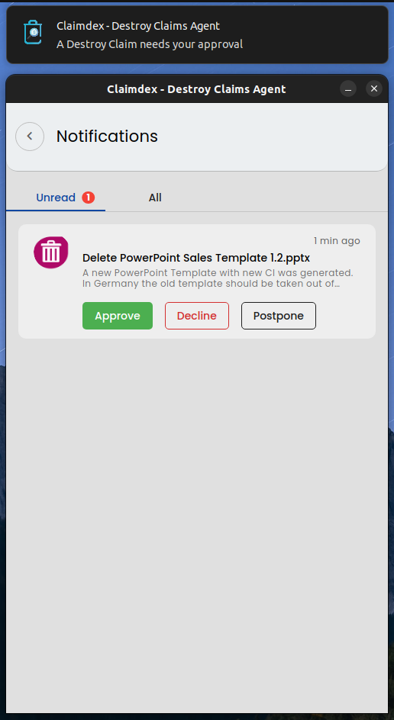 Claimdex - Destroy Claims Agent
A Destroy Claim needs your approval
Claimdex - Destroy Claims Agent
Notifications
Unread 1 All
1 min ago
Delete PowerPoint Sales Template 1.2.pptx
A new PowerPoint Template with new CI was generated.
In Germany the old template should be taken out of...
Approve Decline Postpone